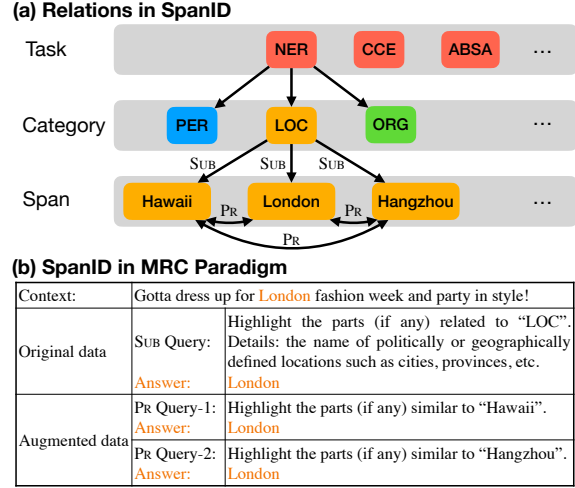 (a) Relations in SpanID
Task NER CCE ABSA ...
Category PER LOC ORG ...
SUB SUB SUB
Span Hawaii London Hangzhou ...
PR PR
PR
(b) SpanID in MRC Paradigm
Context: Gotta dress up for London fashion week and party in style!
Original data SUB Query: Highlight the parts (if any) related to “LOC”.
Details: the name of politically or geographically
defined locations such as cities, provinces, etc.
Answer: London
Augmented data PR Query-1: Highlight the parts (if any) similar to “Hawaii”.
Answer: London
PR Query-2: Highlight the parts (if any) similar to “Hangzhou”.
Answer: London